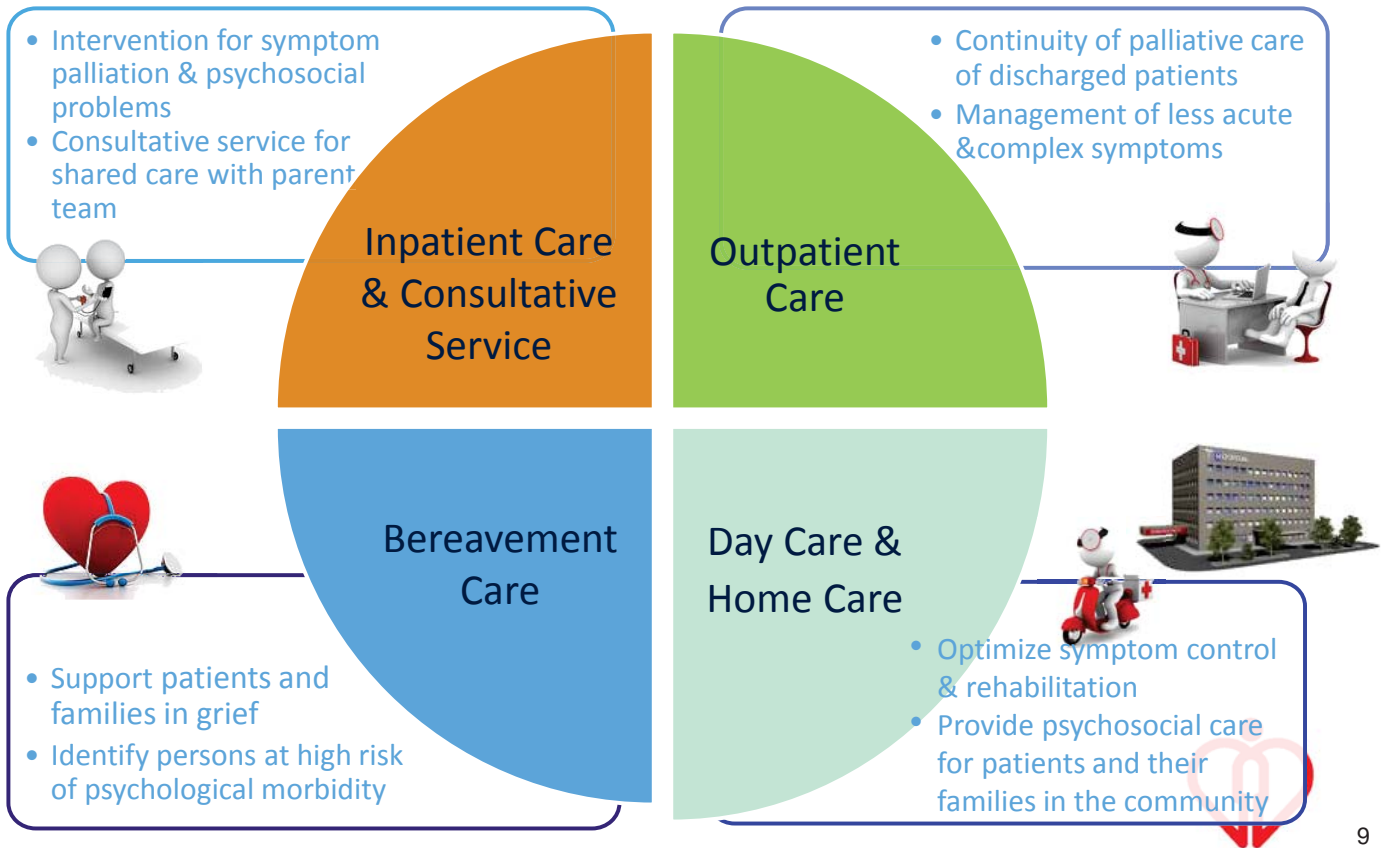 • Intervention for symptom
palliation & psychosocial
problems
• Consultative service for
shared care with parent
team
Inpatient Care
& Consultative
Service
• Continuity of palliative care
of discharged patients
• Management of less acute
&complex symptoms
Outpatient
Care
Bereavement
Care
• Support patients and
families in grief
• Identify persons at high risk
of psychological morbidity
Day Care &
Home Care
• Optimize symptom control
& rehabilitation
• Provide psychosocial care
for patients and their
families in the community
9